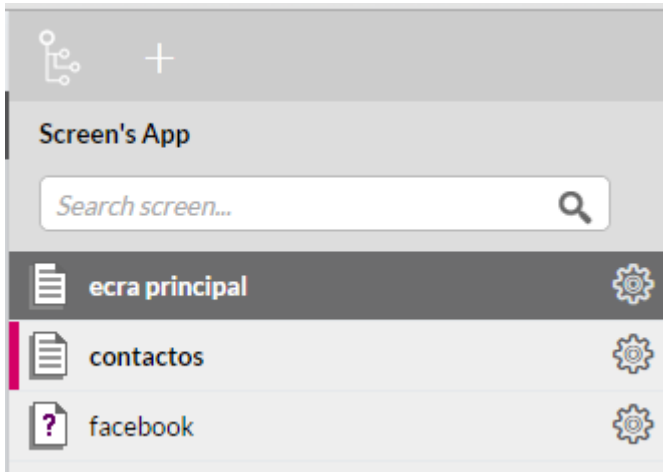 Screen's App
Search screen...
ecra principal
contactos
? facebook